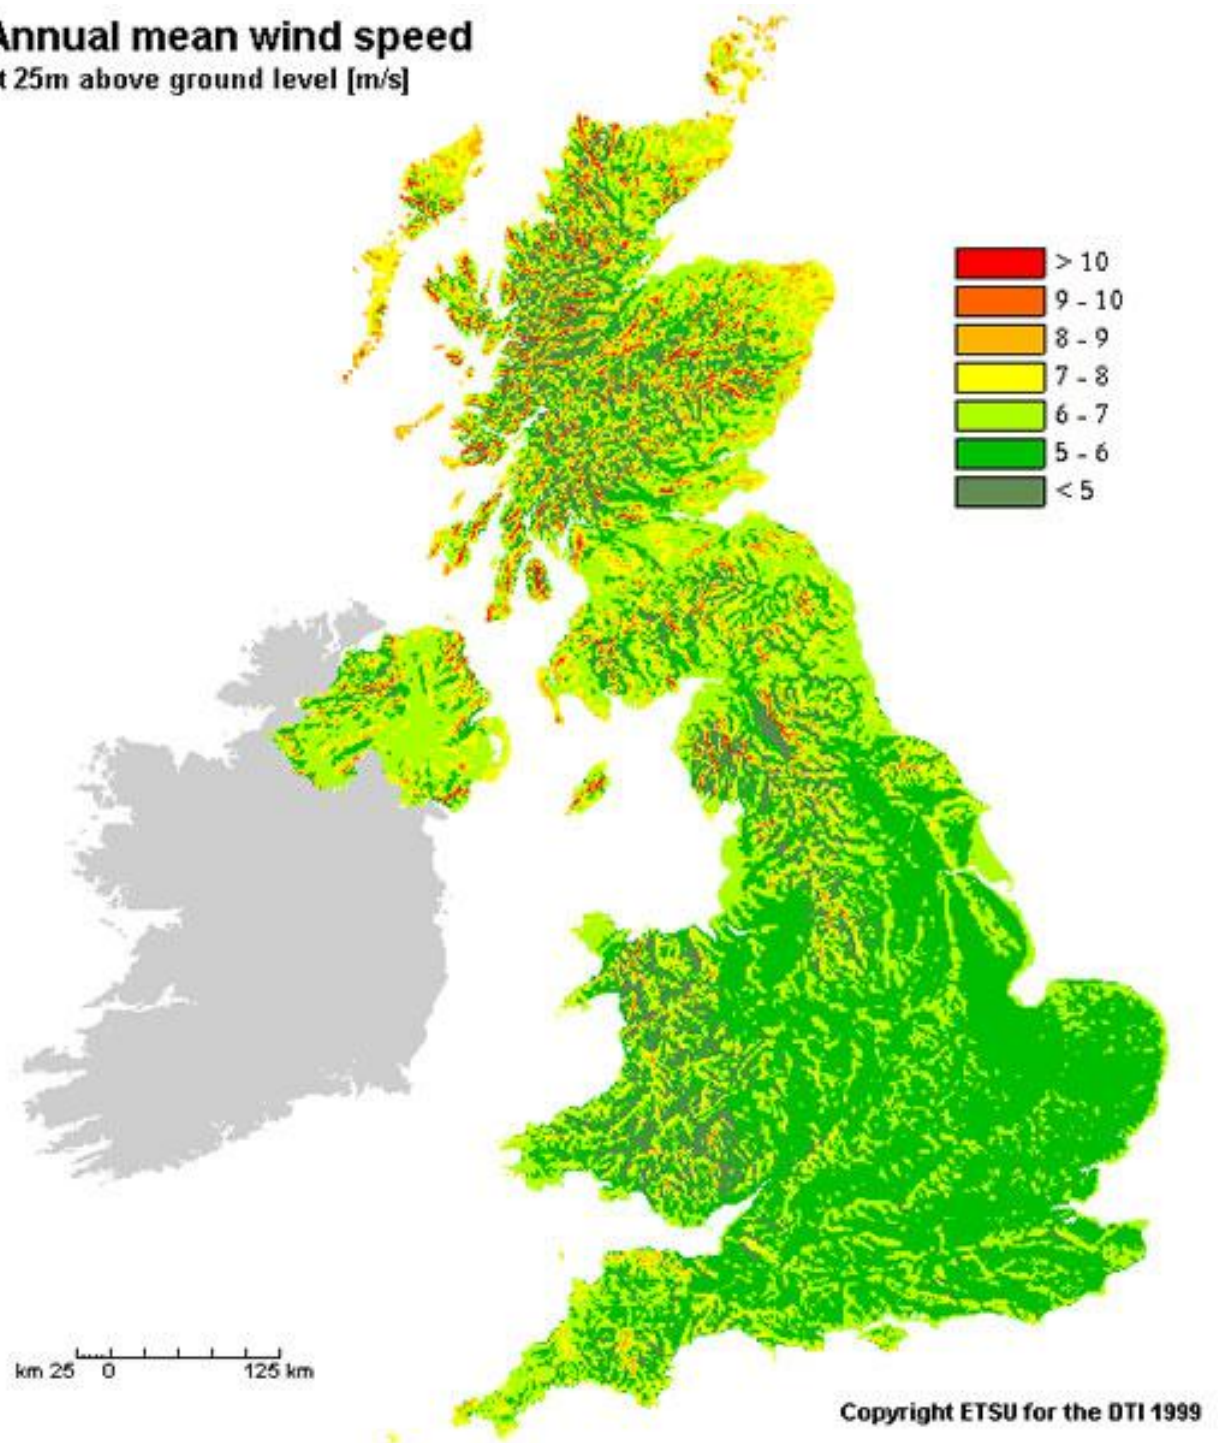 Annual mean wind speed
t 25m above ground level [m/s]
> 10
9 - 10
8 - 9
7 - 8
6 - 7
5 - 6
< 5
km 25 0 125 km
Copyright ETSU for the DTI 1999